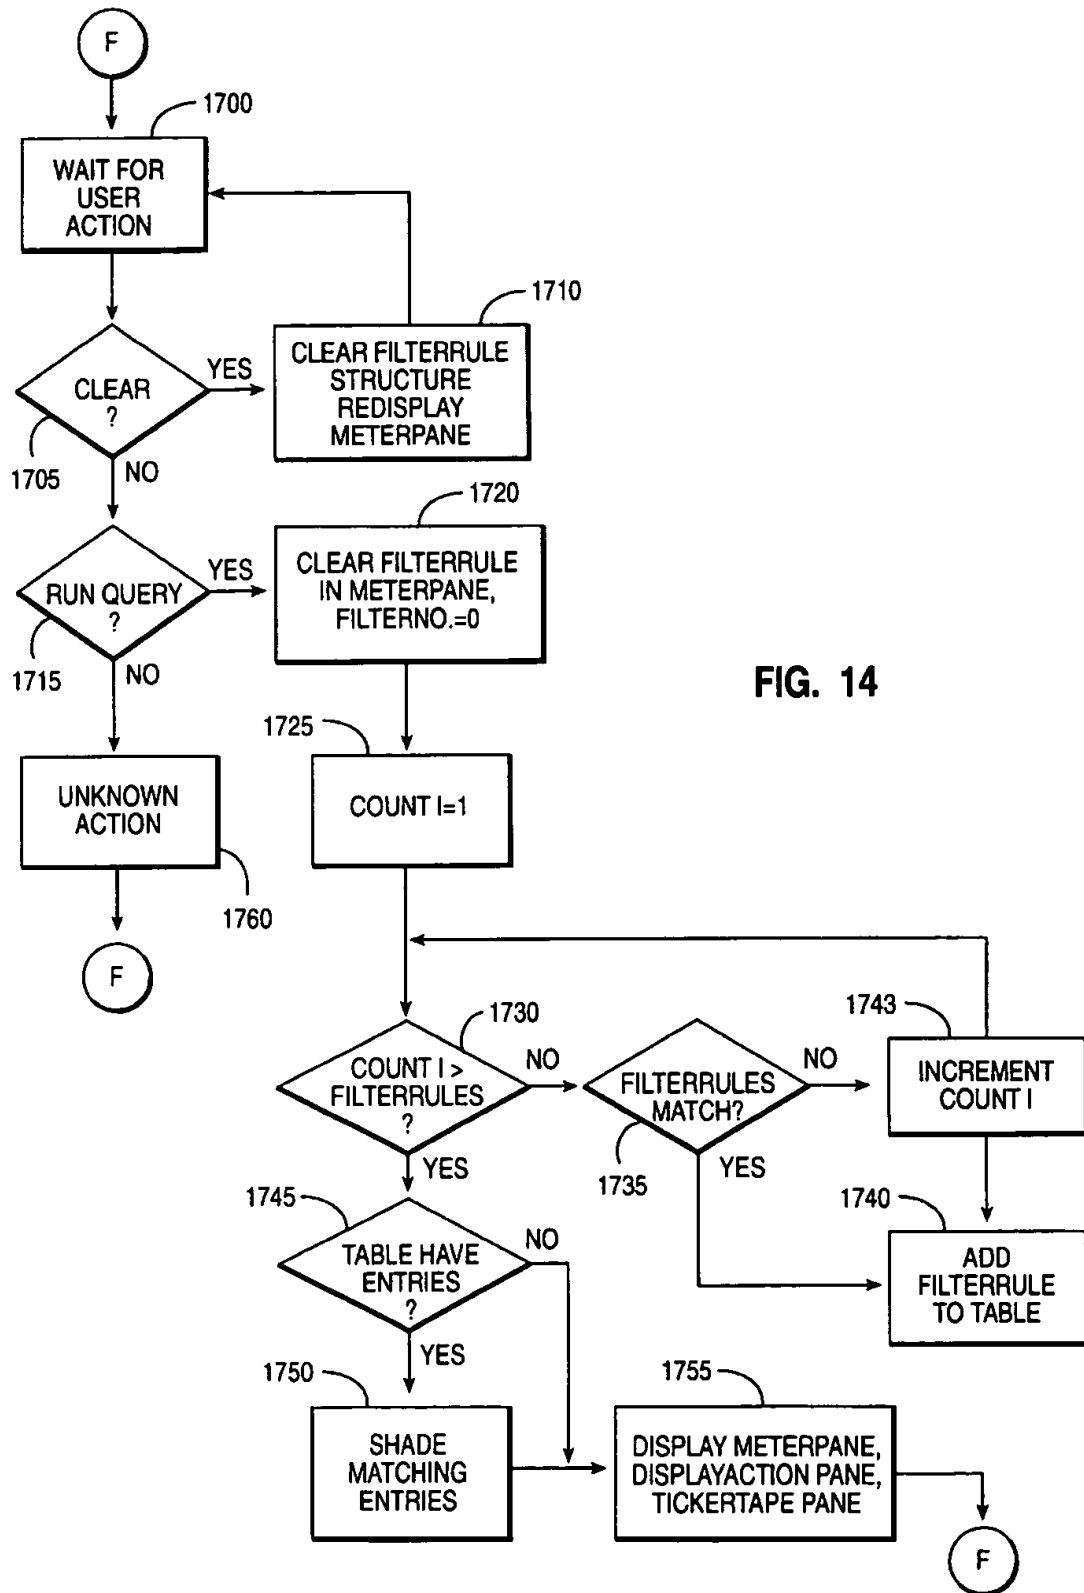 F
1700
WAIT FOR
USER
ACTION
1710
CLEAR FILTERRULE
STRUCTURE
REDISPLAY
METERPANE
YES
CLEAR
?
1705
NO
1720
CLEAR FILTERRULE
IN METERPANE,
FILTERNO.=0
YES
RUN QUERY
?
1715
NO
FIG. 14
1725
COUNT I=1
UNKNOWN
ACTION
1760
F
1730
COUNT I >
FILTERRULES
?
NO
YES
FILTERRULES
MATCH?
NO
1735
YES
1743
INCREMENT
COUNT I
1740
ADD
FILTERRULE
TO TABLE
1745
TABLE HAVE
ENTRIES
?
NO
YES
1750
SHADE
MATCHING
ENTRIES
1755
DISPLAY METERPANE,
DISPLAYACTION PANE,
TICKERTAPE PANE
F